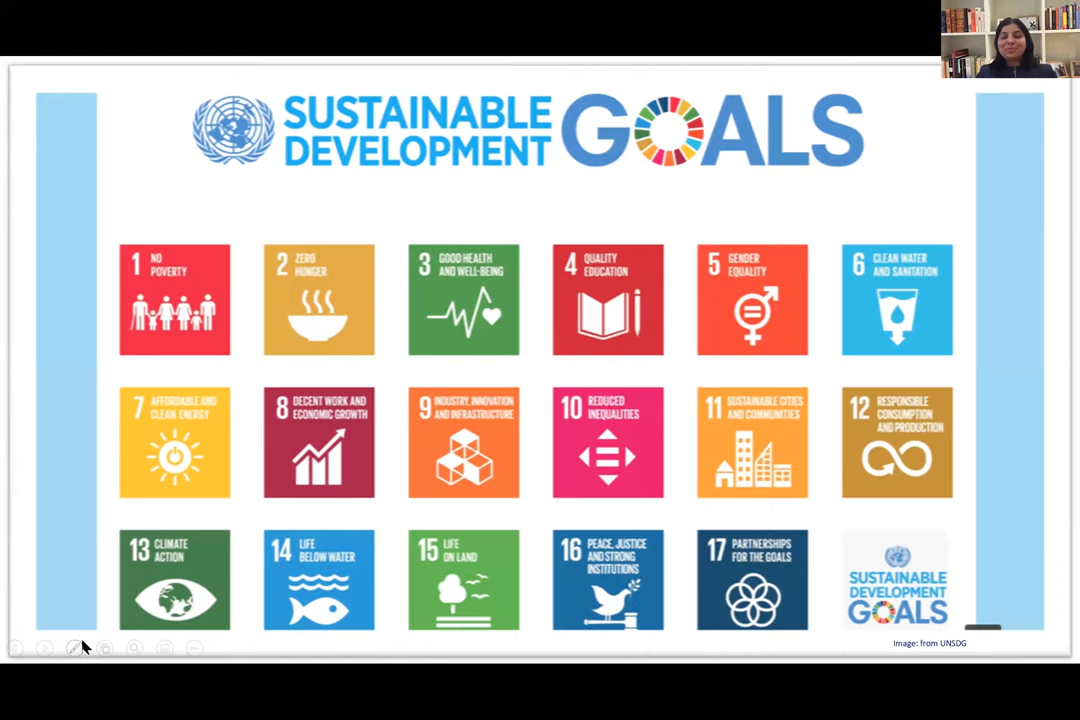 SUSTAINABLE
DEVELOPMENT
GOALS
1 NO
POVERTY
2 ZERO
HUNGER
3 GOOD HEALTH
AND WELL-BEING
4 QUALITY
EDUCATION
5 GENDER
EQUALITY
6 CLEAN WATER
AND SANITATION
7 AFFORDABLE AND
CLEAN ENERGY
8 DECENT WORK AND
ECONOMIC GROWTH
9 INDUSTRY, INNOVATION
AND INFRASTRUCTURE
10 REDUCED
INEQUALITIES
11 SUSTAINABLE CITIES
AND COMMUNITIES
12 RESPONSIBLE
CONSUMPTION
AND PRODUCTION
13 CLIMATE
ACTION
14 LIFE
BELOW WATER
15 LIFE
ON LAND
16 PEACE, JUSTICE
AND STRONG
INSTITUTIONS
17 PARTNERSHIPS
FOR THE GOALS
SUSTAINABLE
DEVELOPMENT
GOALS
Image: from UNSDG